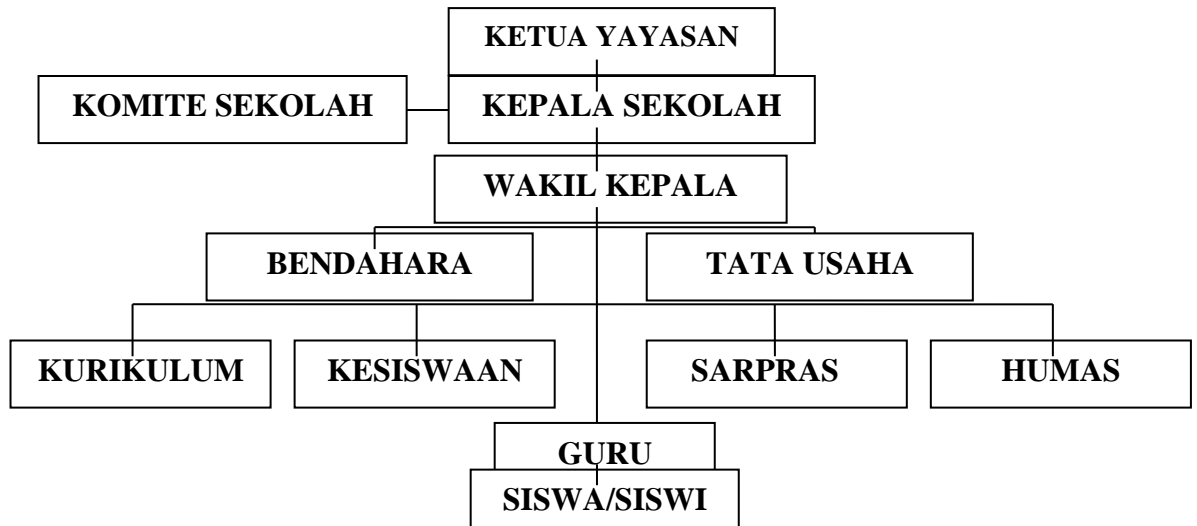 KETUA YAYASAN
KOMITE SEKOLAH
KEPALA SEKOLAH
WAKIL KEPALA
BENDAHARA
TATA USAHA
KURIKULUM
KESISWAAN
SARPRAS
HUMAS
GURU
SISWA/SISWI